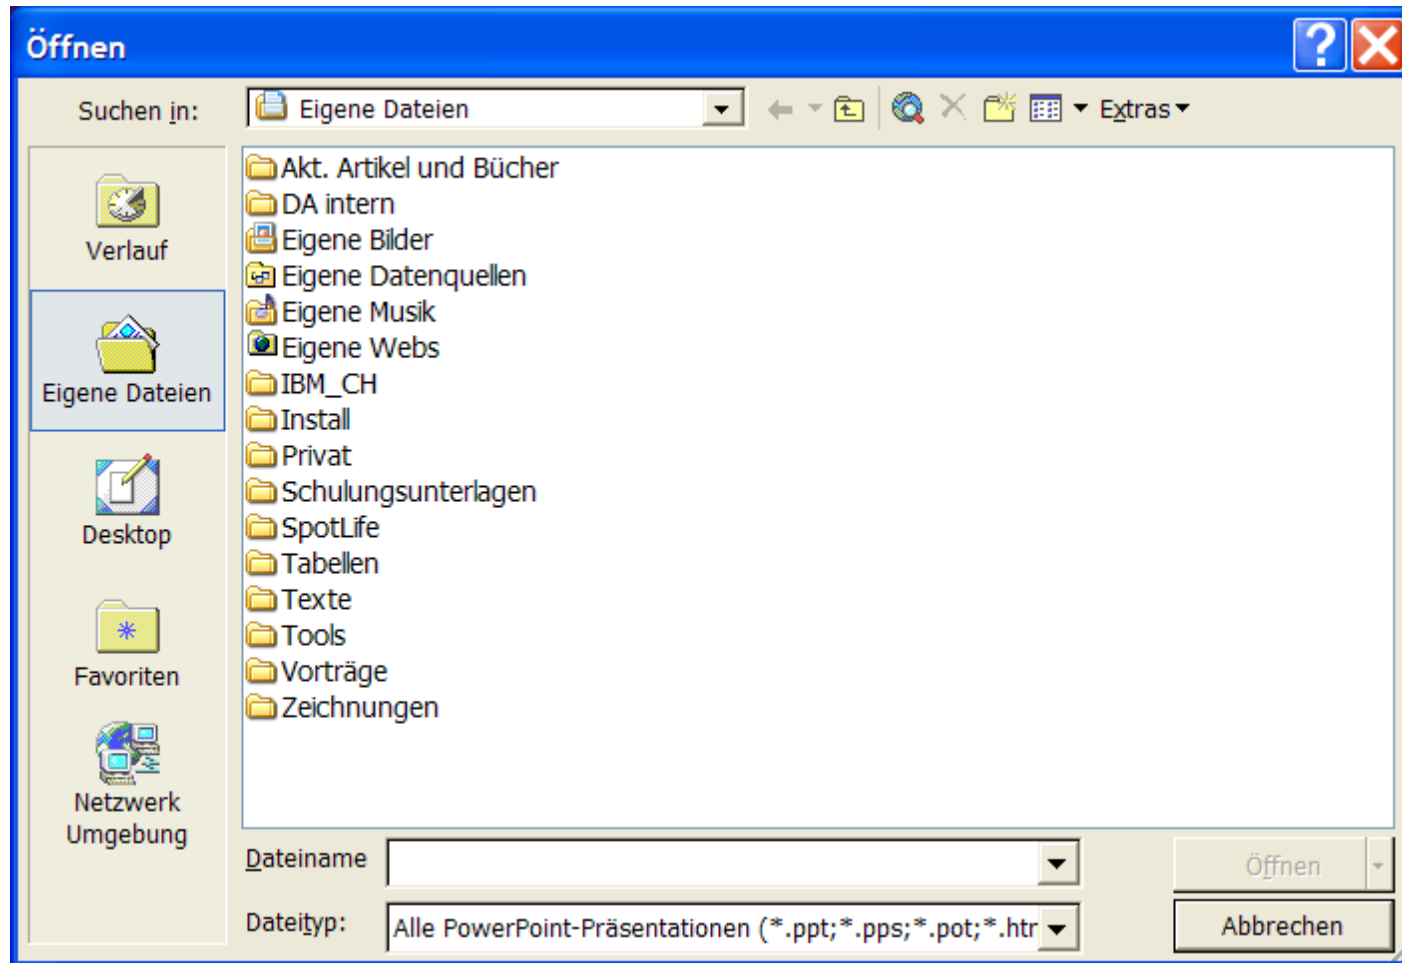 Öffnen
Suchen in: Eigene Dateien Extras
Verlauf
Eigene Dateien
Desktop
Favoriten
Netzwerk
Umgebung
Akt. Artikel und Bücher
DA intern
Eigene Bilder
Eigene Datenquellen
Eigene Musik
Eigene Webs
IBM_CH
Install
Privat
Schulungsunterlagen
SpotLife
Tabellen
Texte
Tools
Vorträge
Zeichnungen
Dateiname Öffnen
Dateityp: Alle PowerPoint-Präsentationen (*.ppt;*.pps;*.pot;*.htr Abbrechen